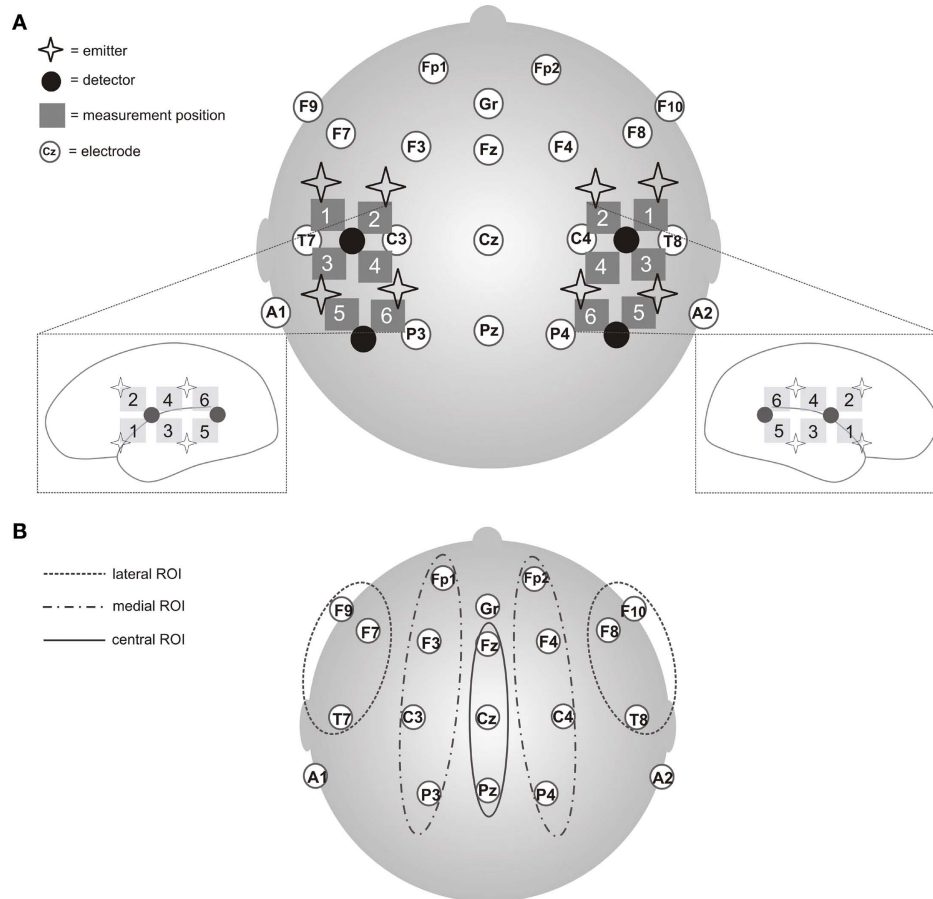 A
= emitter
= detector
= measurement position
Cz = electrode
Fp1 Fp2
F9 Gr F10
F7 F3 Fz F4 F8
1 2 2 1
T7 C3 Cz C4 T8
3 4 4 3
A1 5 6 6 5 A2
P3 Pz P4
2 4 6
1 3 5
6 4 2
5 3 1
B
lateral ROI
medial ROI
central ROI
Fp1 Fp2
F9 Gr F10
F7 F3 Fz F4 F8
T7 C3 Cz C4 T8
A1 A2
P3 Pz P4